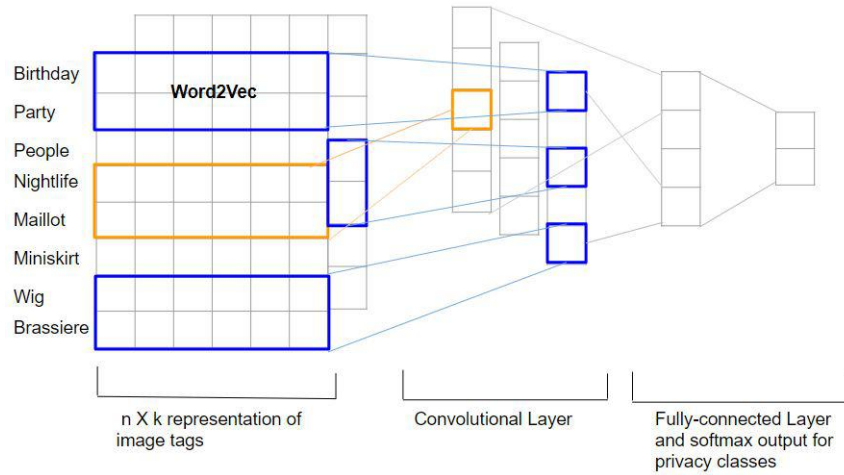 Birthday
Word2Vec
Party
People
Nightlife
Maillot
Miniskirt
Wig
Brassiere
n X k representation of
image tags
Convolutional Layer
Fully-connected Layer
and softmax output for
privacy classes